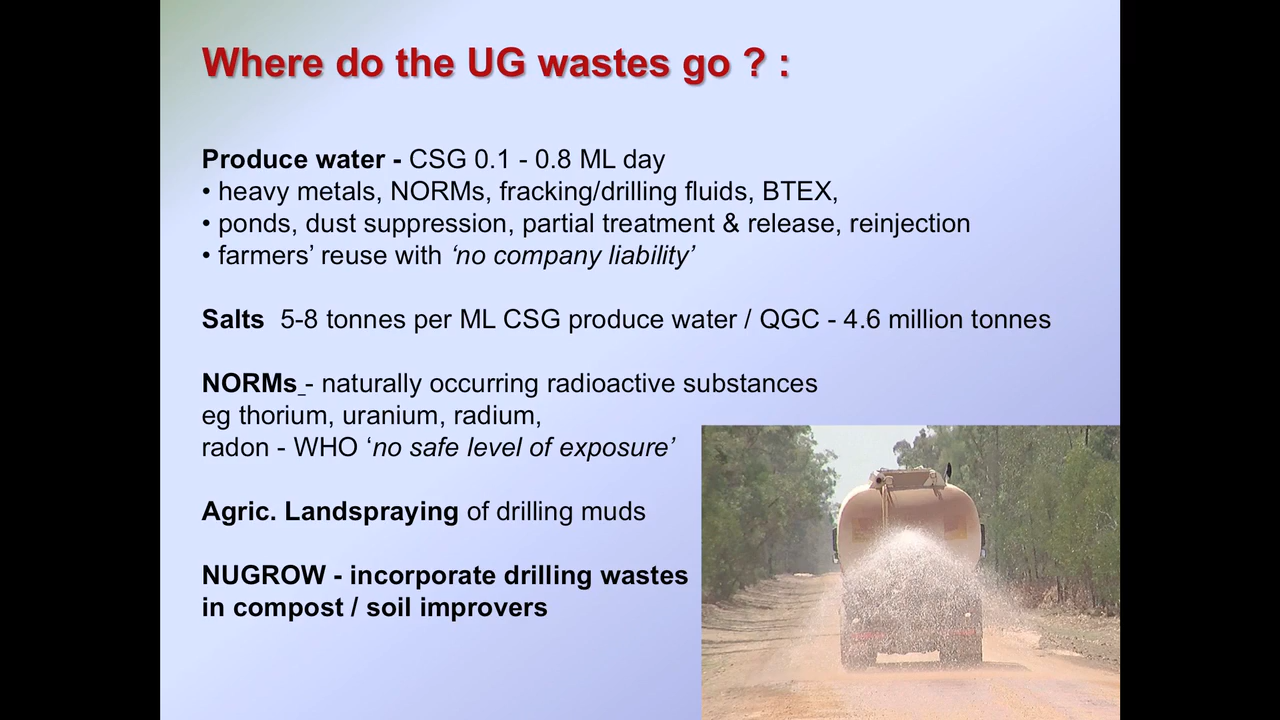 Where do the UG wastes go ? :
Produce water - CSG 0.1 - 0.8 ML day
• heavy metals, NORMs, fracking/drilling fluids, BTEX,
• ponds, dust suppression, partial treatment & release, reinjection
• farmers’ reuse with ‘no company liability’
Salts 5-8 tonnes per ML CSG produce water / QGC - 4.6 million tonnes
NORMs - naturally occurring radioactive substances
eg thorium, uranium, radium,
radon - WHO ‘no safe level of exposure’
Agric. Landspraying of drilling muds
NUGROW - incorporate drilling wastes
in compost / soil improvers